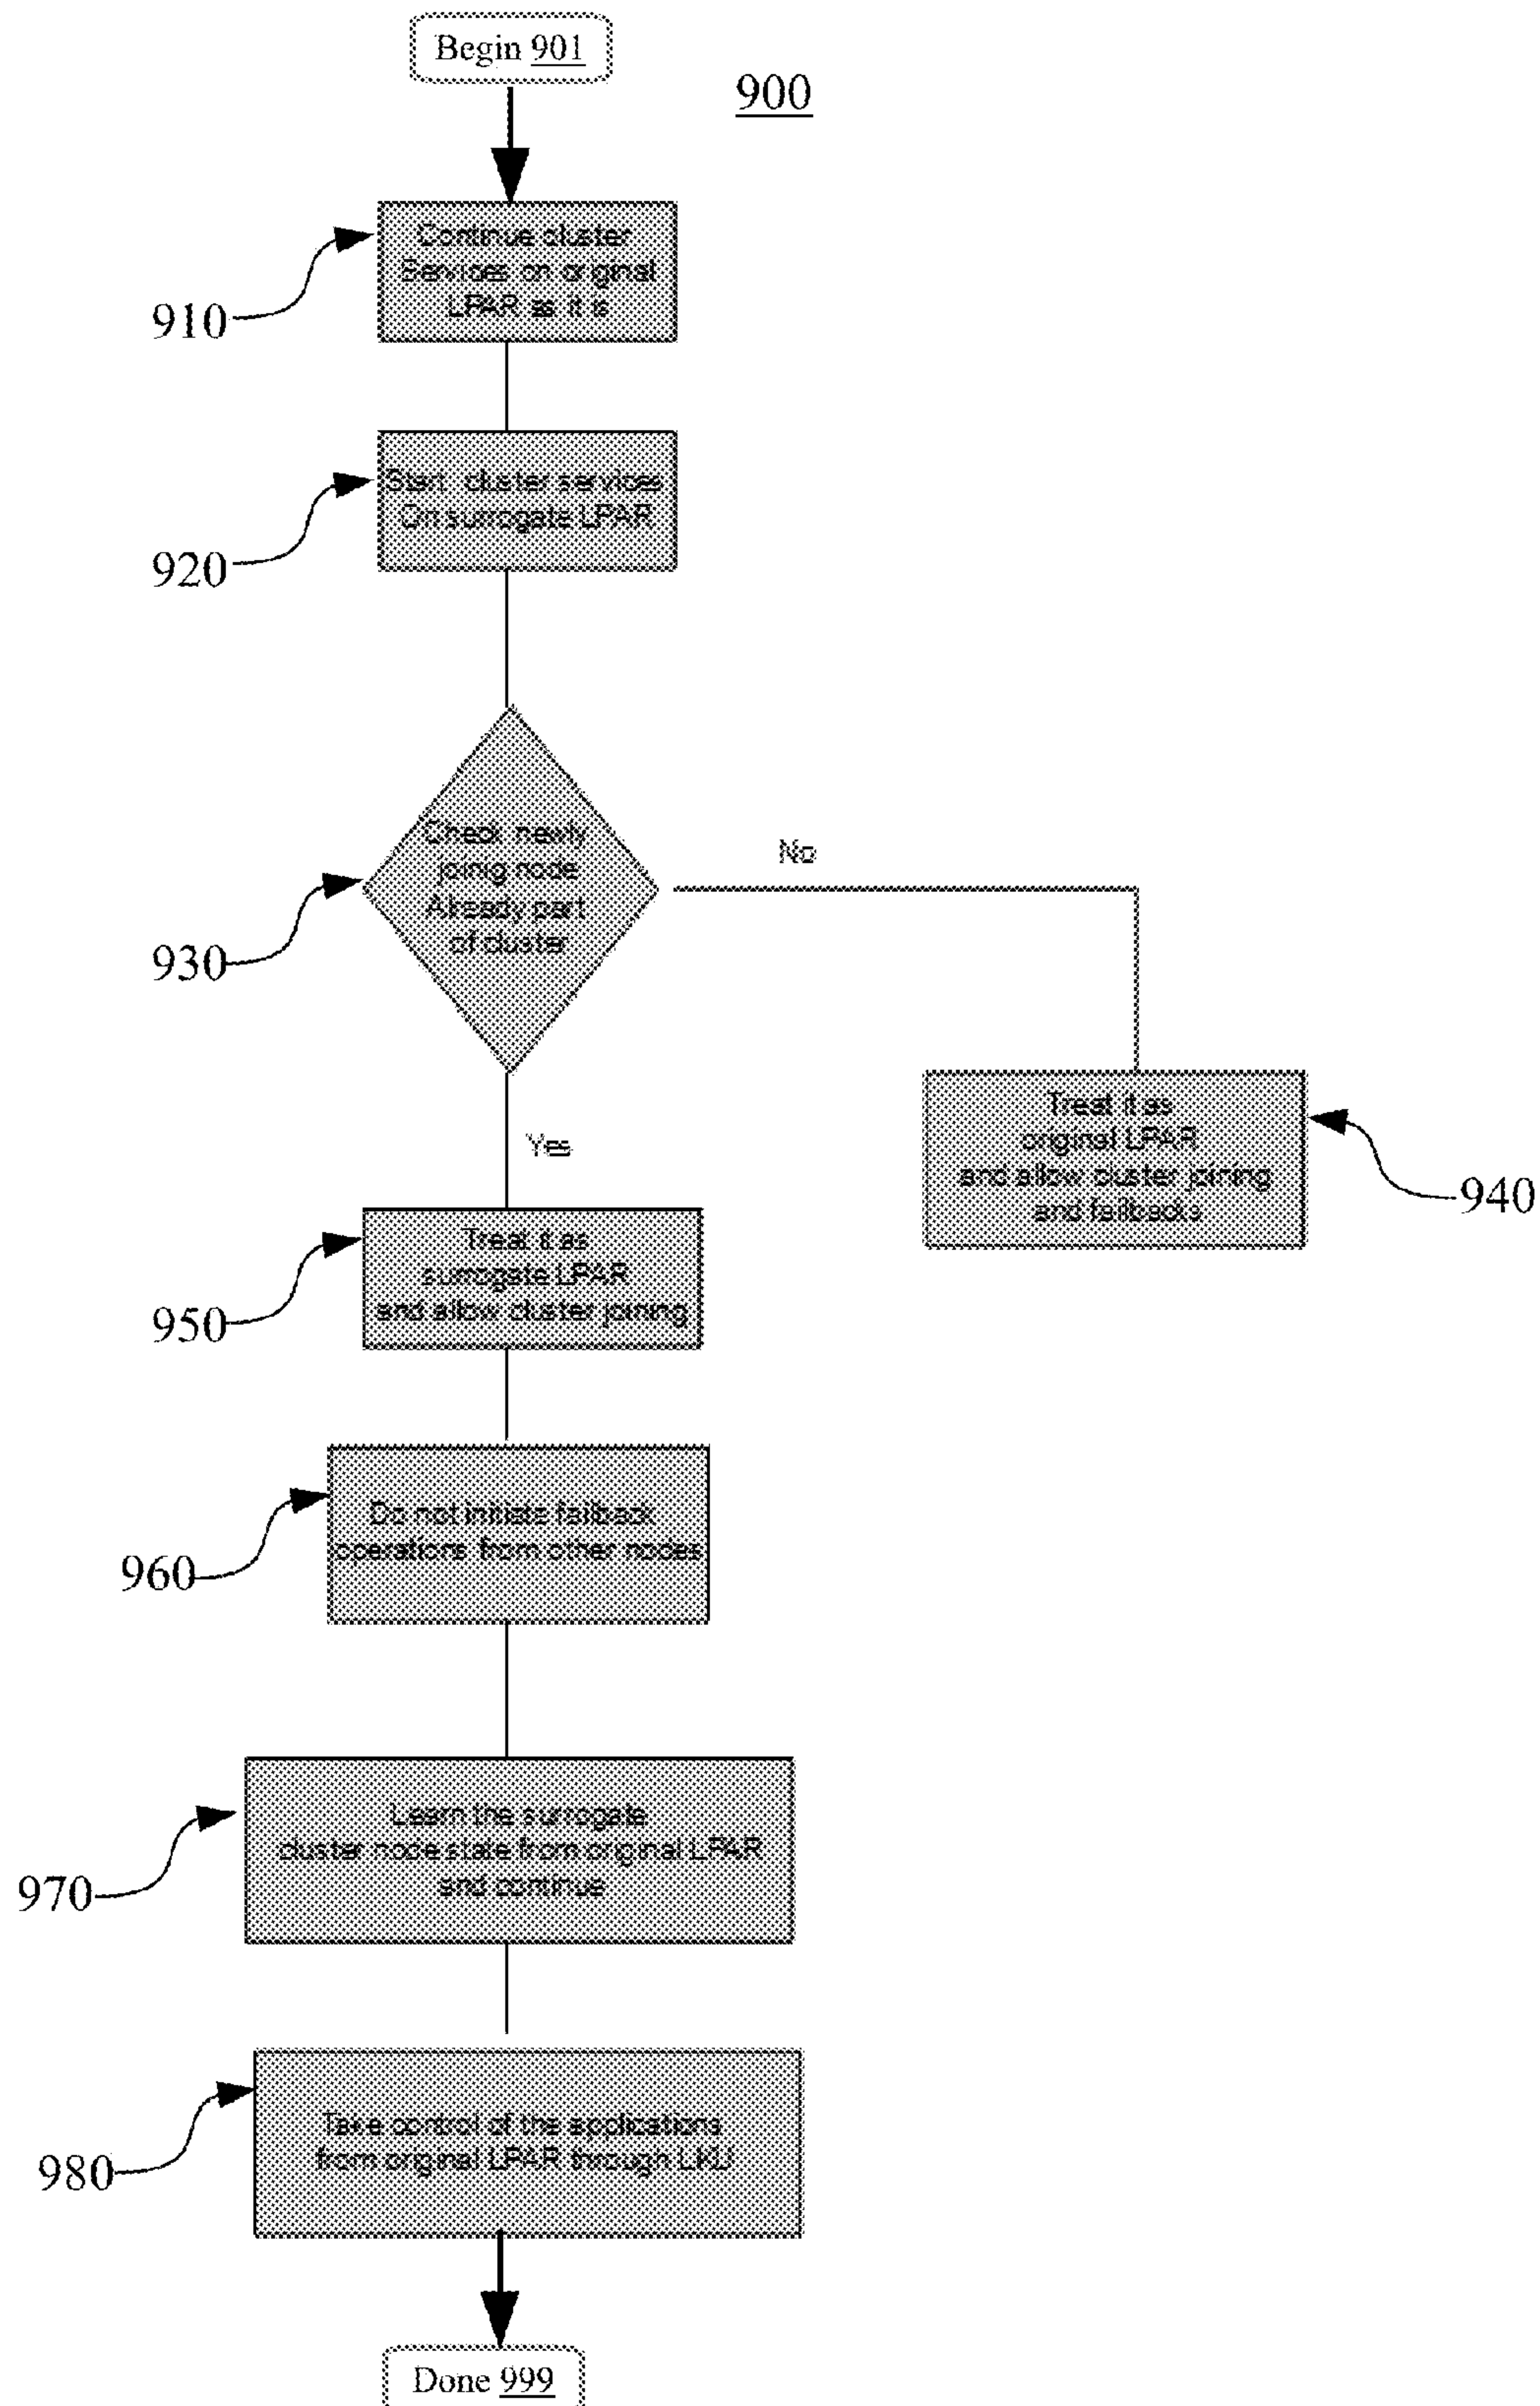 Begin 901
900
Continue cluster
Services on original
LPAR as it is
910
Start cluster services
On surrogate LPAR
920
Check newly
joinig node
Already part
of cluster
930
No
Treat it as
original LPAR
and allow cluster joining
and failbacks
940
Yes
Treat it as
surrogate LPAR
and allow cluster joining
950
Do not initiate failback
operations from other nodes
960
Learn the surrogate
cluster node state from original LPAR
and continue
970
Take control of the applications
from original LPAR through LKU
980
Done 999